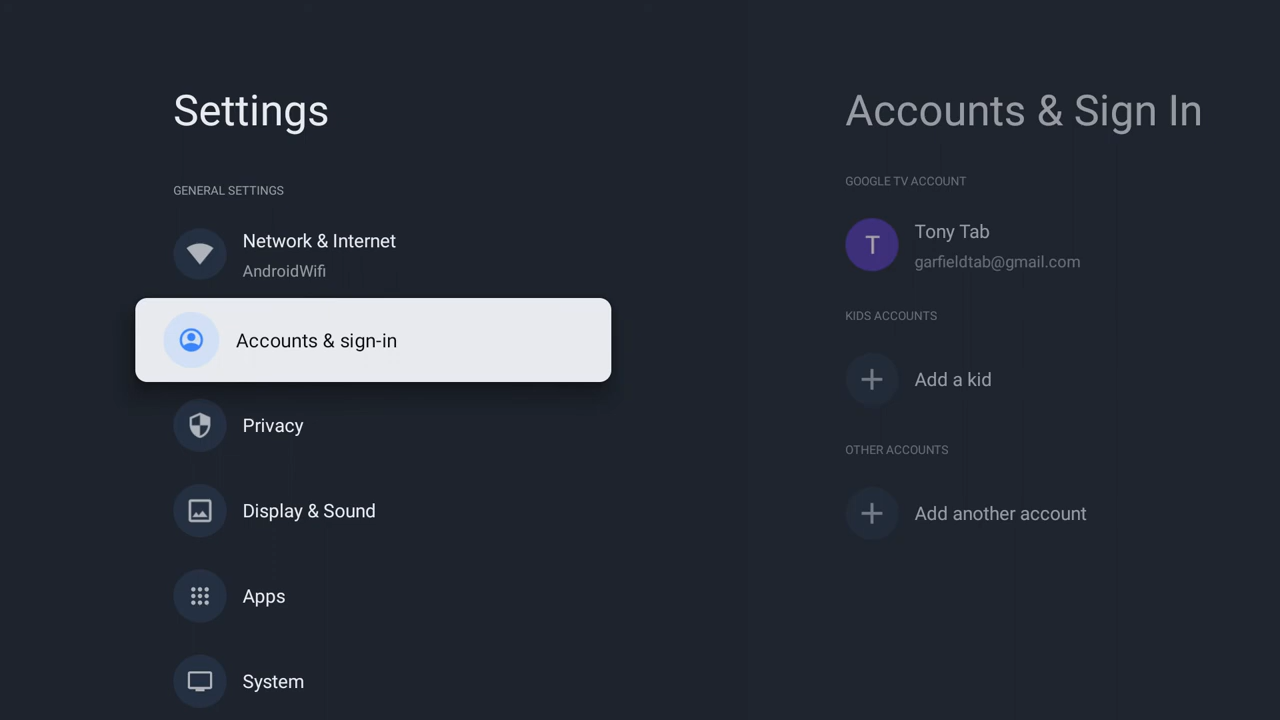 Settings
GENERAL SETTINGS
Network & Internet
AndroidWifi
Accounts & sign-in
Privacy
Display & Sound
Apps
System
Accounts & Sign In
GOOGLE TV ACCOUNT
T
Tony Tab
garfieldtab@gmail.com
KIDS ACCOUNTS
Add a kid
OTHER ACCOUNTS
Add another account